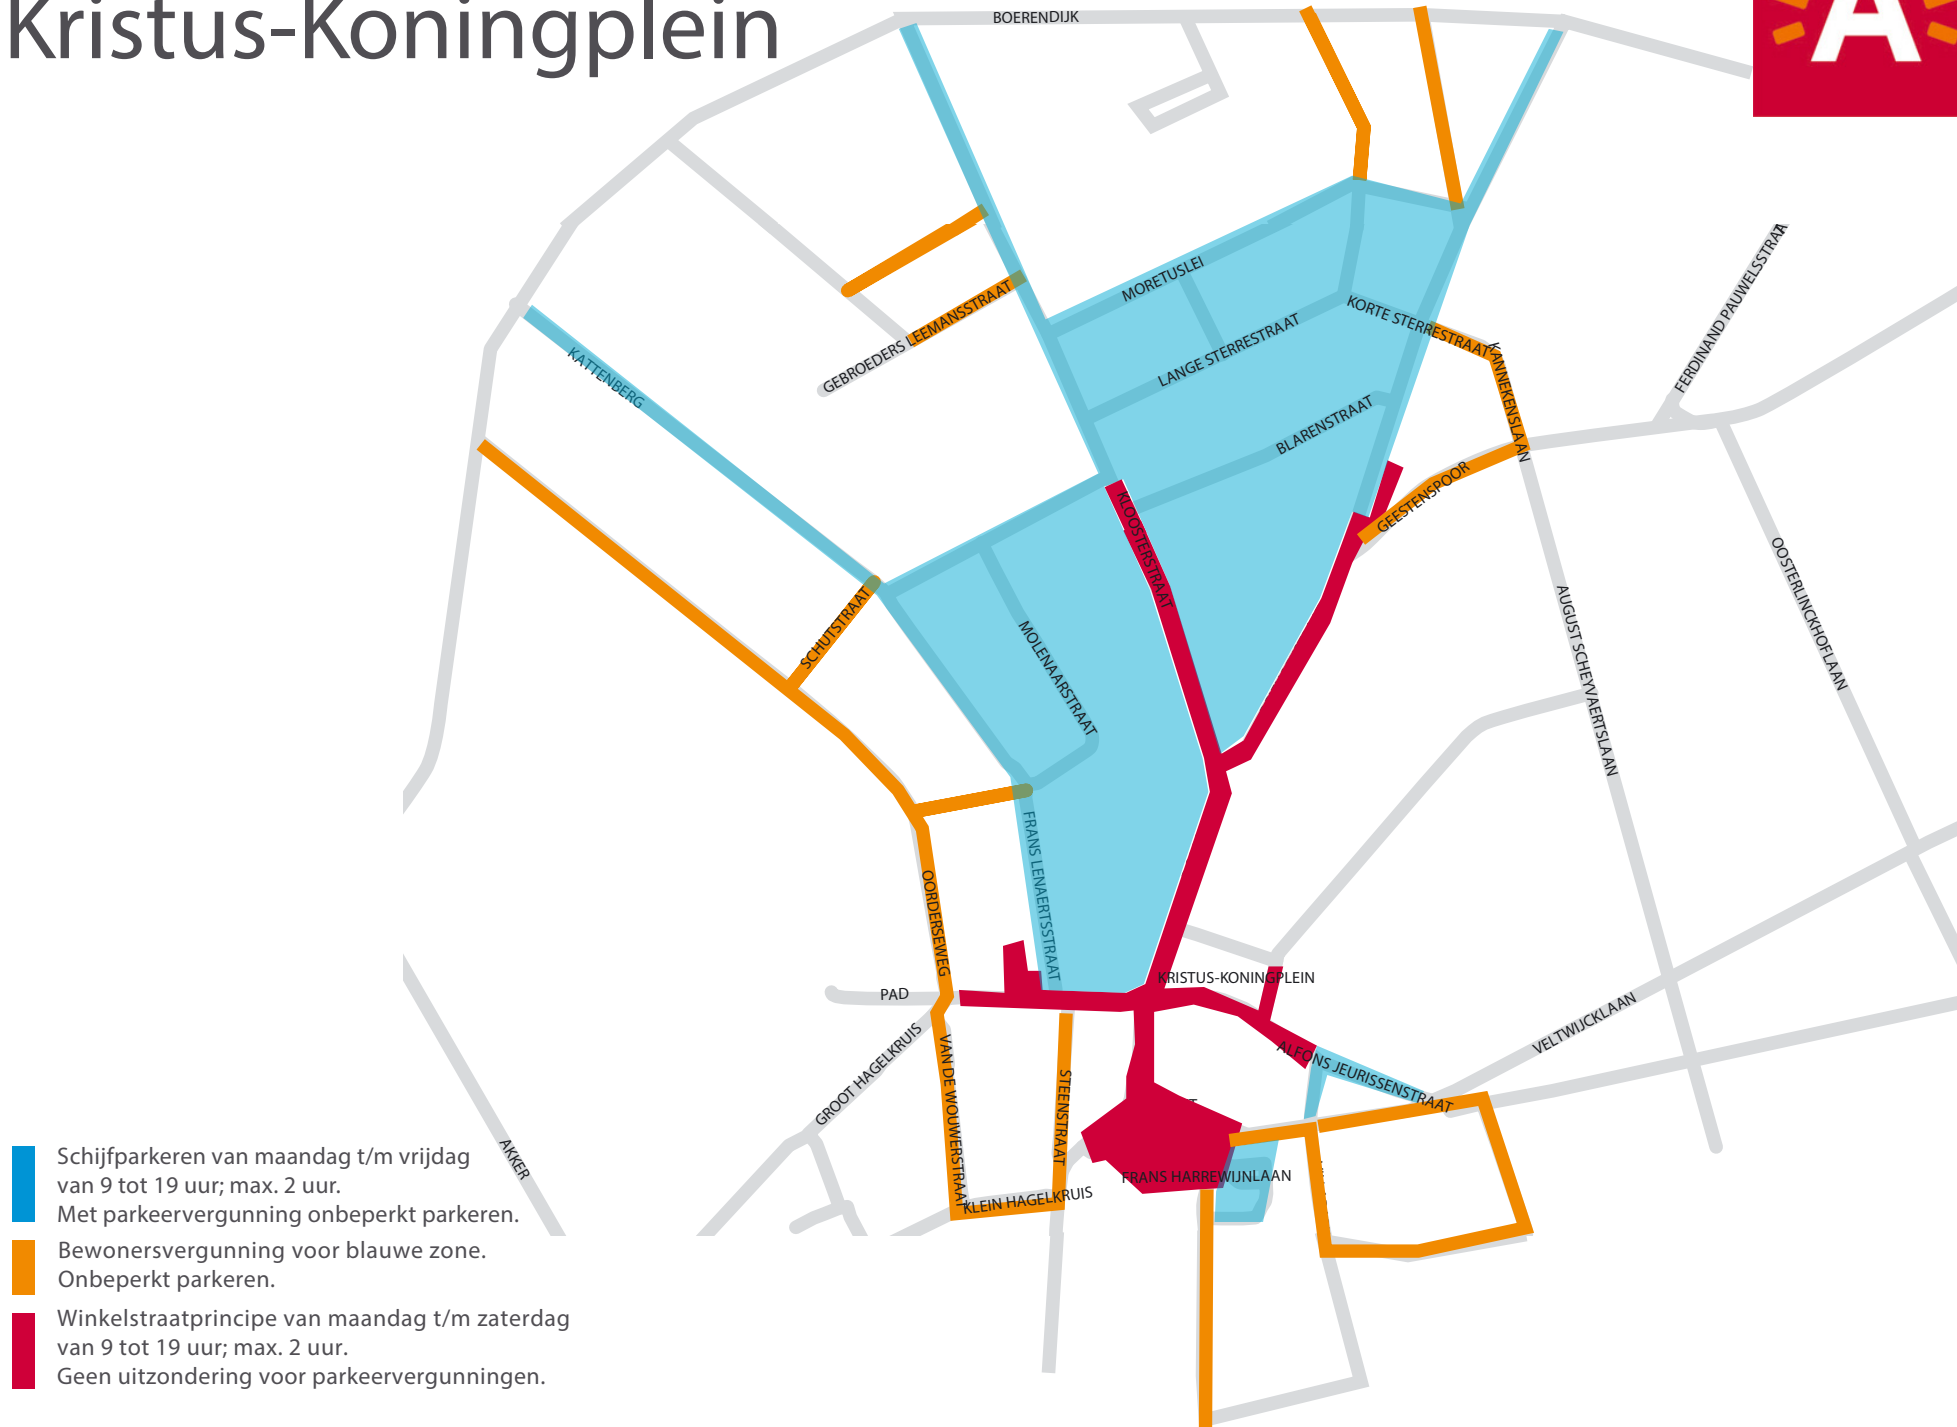 Kristus-Koningplein
A
BOERENDIJK
MORETUSLEI
LANGE STERRESTRAAT
KORTE STERRESTRAAT
KANNEKENSLAAN
FERDINAND PAUWELSSTRAA
GEBROEDERS LEEMANSSTRAAT
KATTENBERG
BLARENSTRAAT
GEESTENSPOOR
KLOOSTERSTRAAT
OOSTERLINCKHOFLAAN
AUGUST SCHEYVAERTSLAAN
SCHUTSTRAAT
MOLENAARSTRAAT
FRANS LENAERTSSTRAAT
OORDERSEWEG
PAD
KRISTUS-KONINGPLEIN
GROOT HAGELKRUIS
VAN DE WOUWERSTRAAT
STEENSTRAAT
ALFONS JEURISSENSTRAAT
VELTWIJCKLAAN
AKKER
FRANS HARREWIJNLAAN
KLEIN HAGELKRUIS
Schijfparkeren van maandag t/m vrijdag
van 9 tot 19 uur; max. 2 uur.
Met parkeervergunning onbeperkt parkeren.
Bewonersvergunning voor blauwe zone.
Onbeperkt parkeren.
Winkelstraatprincipe van maandag t/m zaterdag
van 9 tot 19 uur; max. 2 uur.
Geen uitzondering voor parkeervergunningen.